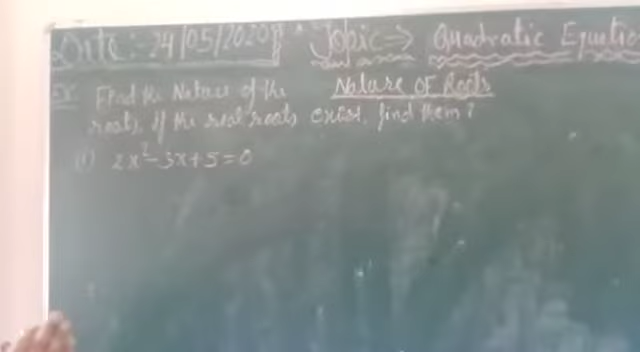 Date:- 24/05/2020 Topic⇒ Quadratic Equatio
Nature Of Roots
Ex Find the Nature of the
roots, if the real roots exist, find them?
(i) 2x²-3x+5=0